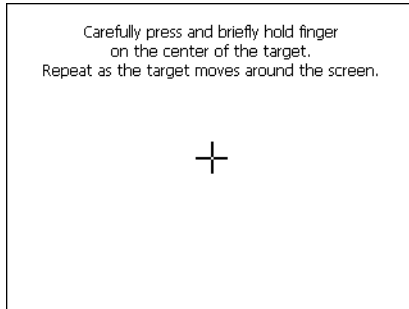 Carefully press and briefly hold finger
on the center of the target.
Repeat as the target moves around the screen.